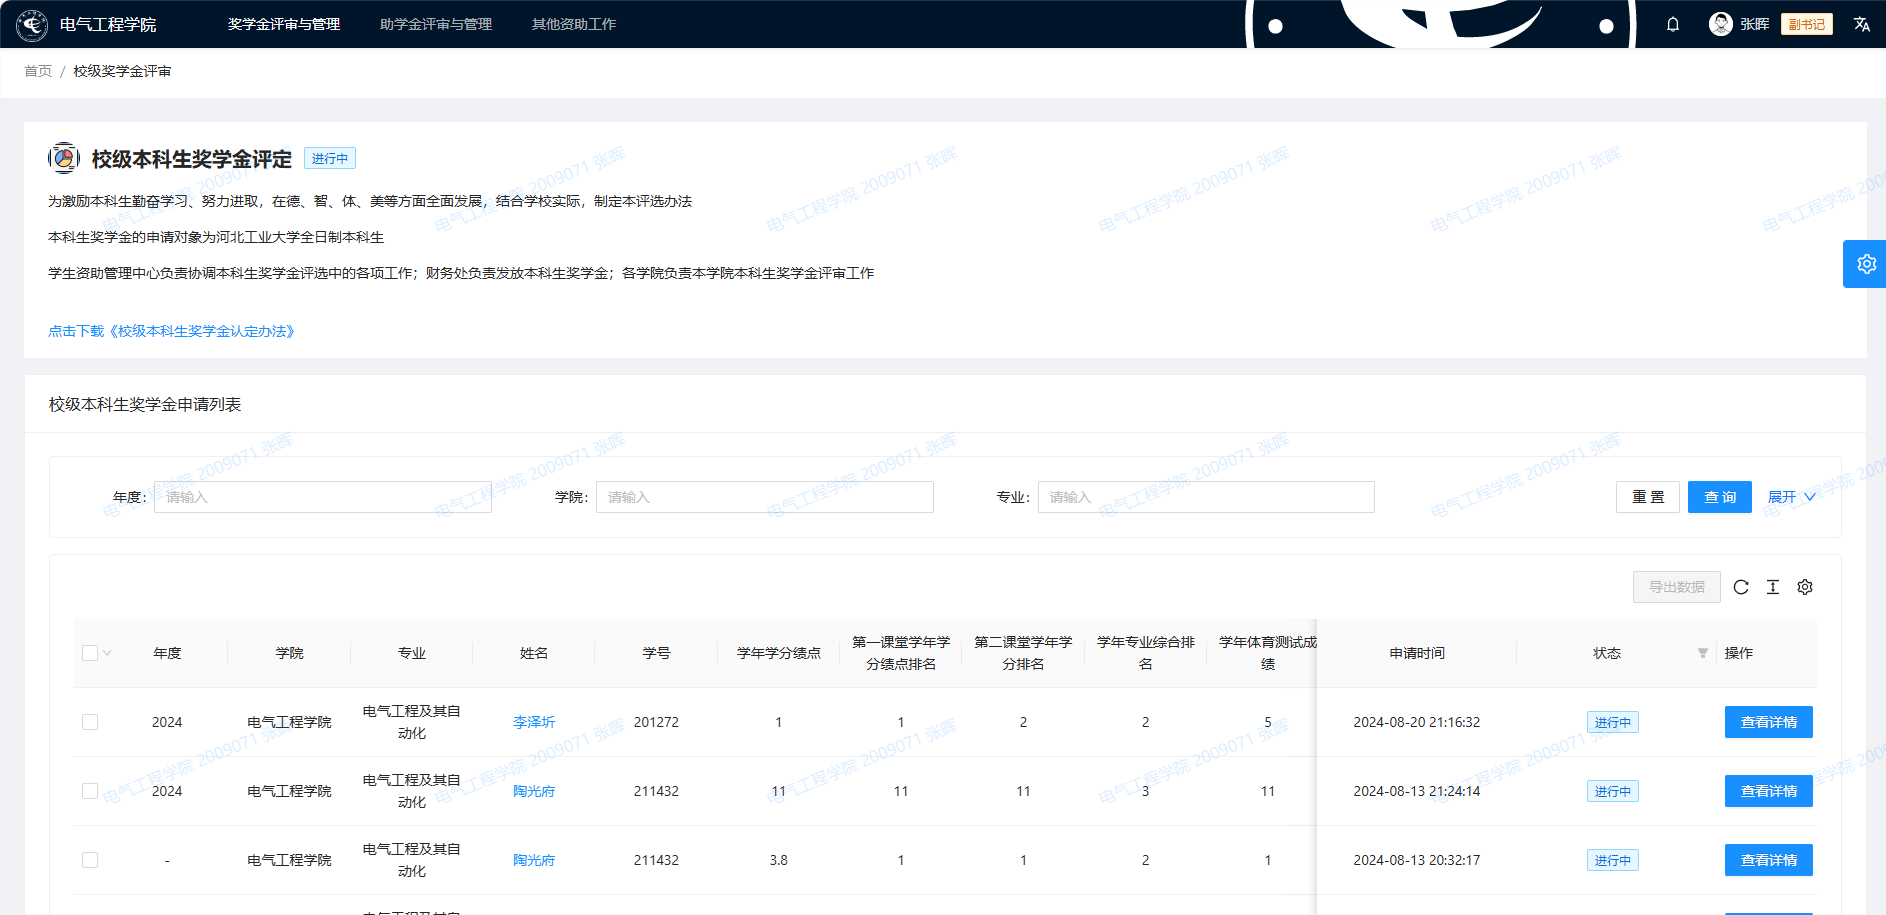 电气工程学院 奖学金评审与管理 助学金评审与管理 其他资助工作 张晖 副书记
首页 / 校级奖学金评审
校级本科生奖学金评定 进行中
为激励本科生勤奋学习、努力进取，在德、智、体、美等方面全面发展，结合学校实际，制定本评选办法
本科生奖学金的申请对象为河北工业大学全日制本科生
学生资助管理中心负责协调本科生奖学金评选中的各项工作；财务处负责发放本科生奖学金；各学院负责本学院本科生奖学金评审工作
点击下载《校级本科生奖学金认定办法》
校级本科生奖学金申请列表
年度: 请输入 学院: 请输入 专业: 请输入 重 置 查 询 展开
导出数据
年度 学院 专业 姓名 学号 学年学分绩点 第一课堂学年学分绩点排名 第二课堂学年学分排名 学年专业综合排名 学年体育测试成绩 申请时间 状态 操作
2024 电气工程学院 电气工程及其自动化 李泽圻 201272 1 1 2 2 5 2024-08-20 21:16:32 进行中 查看详情
2024 电气工程学院 电气工程及其自动化 陶光府 211432 11 11 11 3 11 2024-08-13 21:24:14 进行中 查看详情
- 电气工程学院 电气工程及其自动化 陶光府 211432 3.8 1 1 2 1 2024-08-13 20:32:17 进行中 查看详情
电气工程学院 2009071 张晖